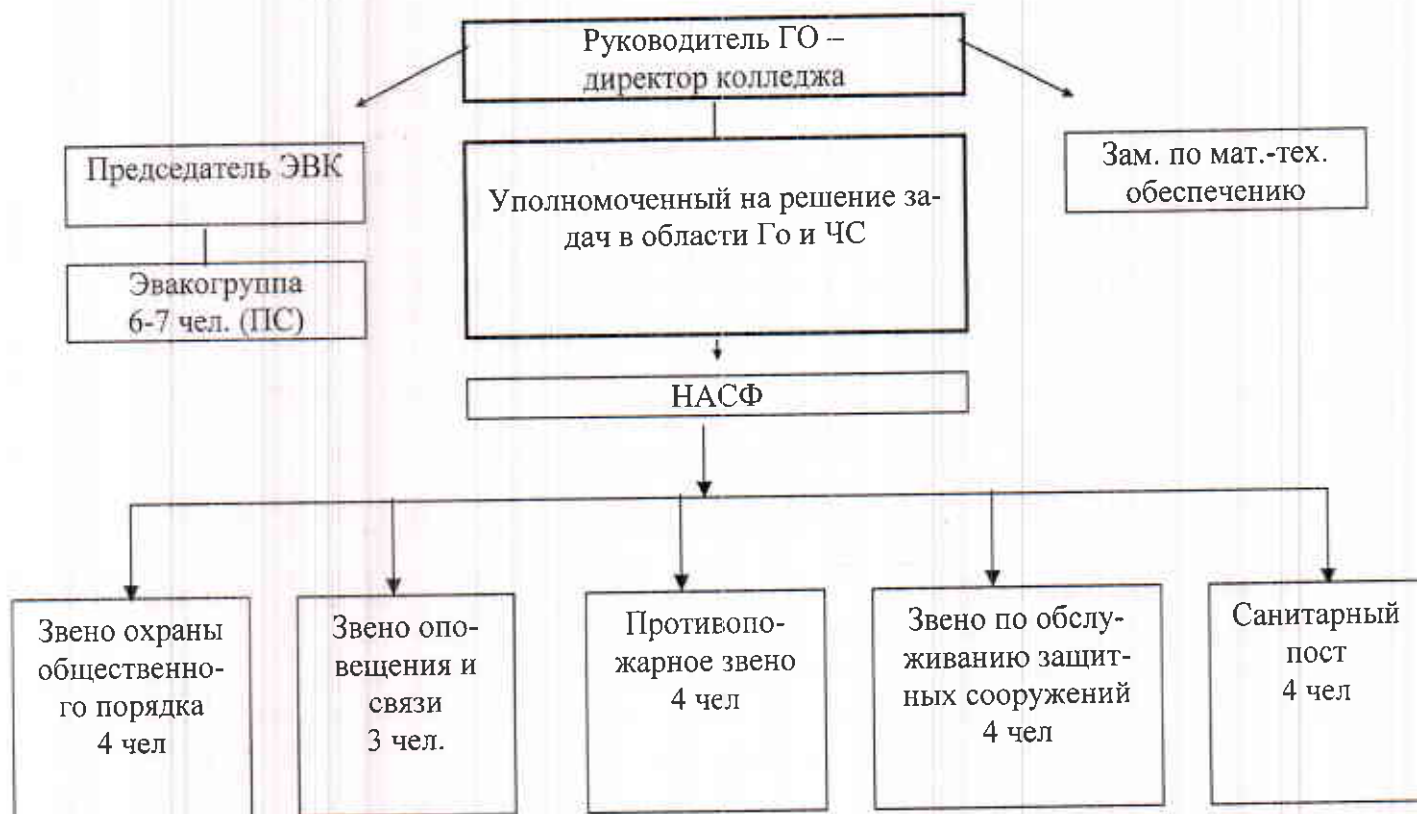 Руководитель ГО –
директор колледжа
Председатель ЭВК
Эвакогруппа
6-7 чел. (ПС)
Уполномоченный на решение за-
дач в области Го и ЧС
Зам. по мат.-тех.
обеспечению
НАСФ
Звено охраны
общественно-
го порядка
4 чел
Звено опо-
вещения и
связи
3 чел.
Противопо-
жарное звено
4 чел
Звено по обслу-
живанию защит-
ных сооружений
4 чел
Санитарный
пост
4 чел